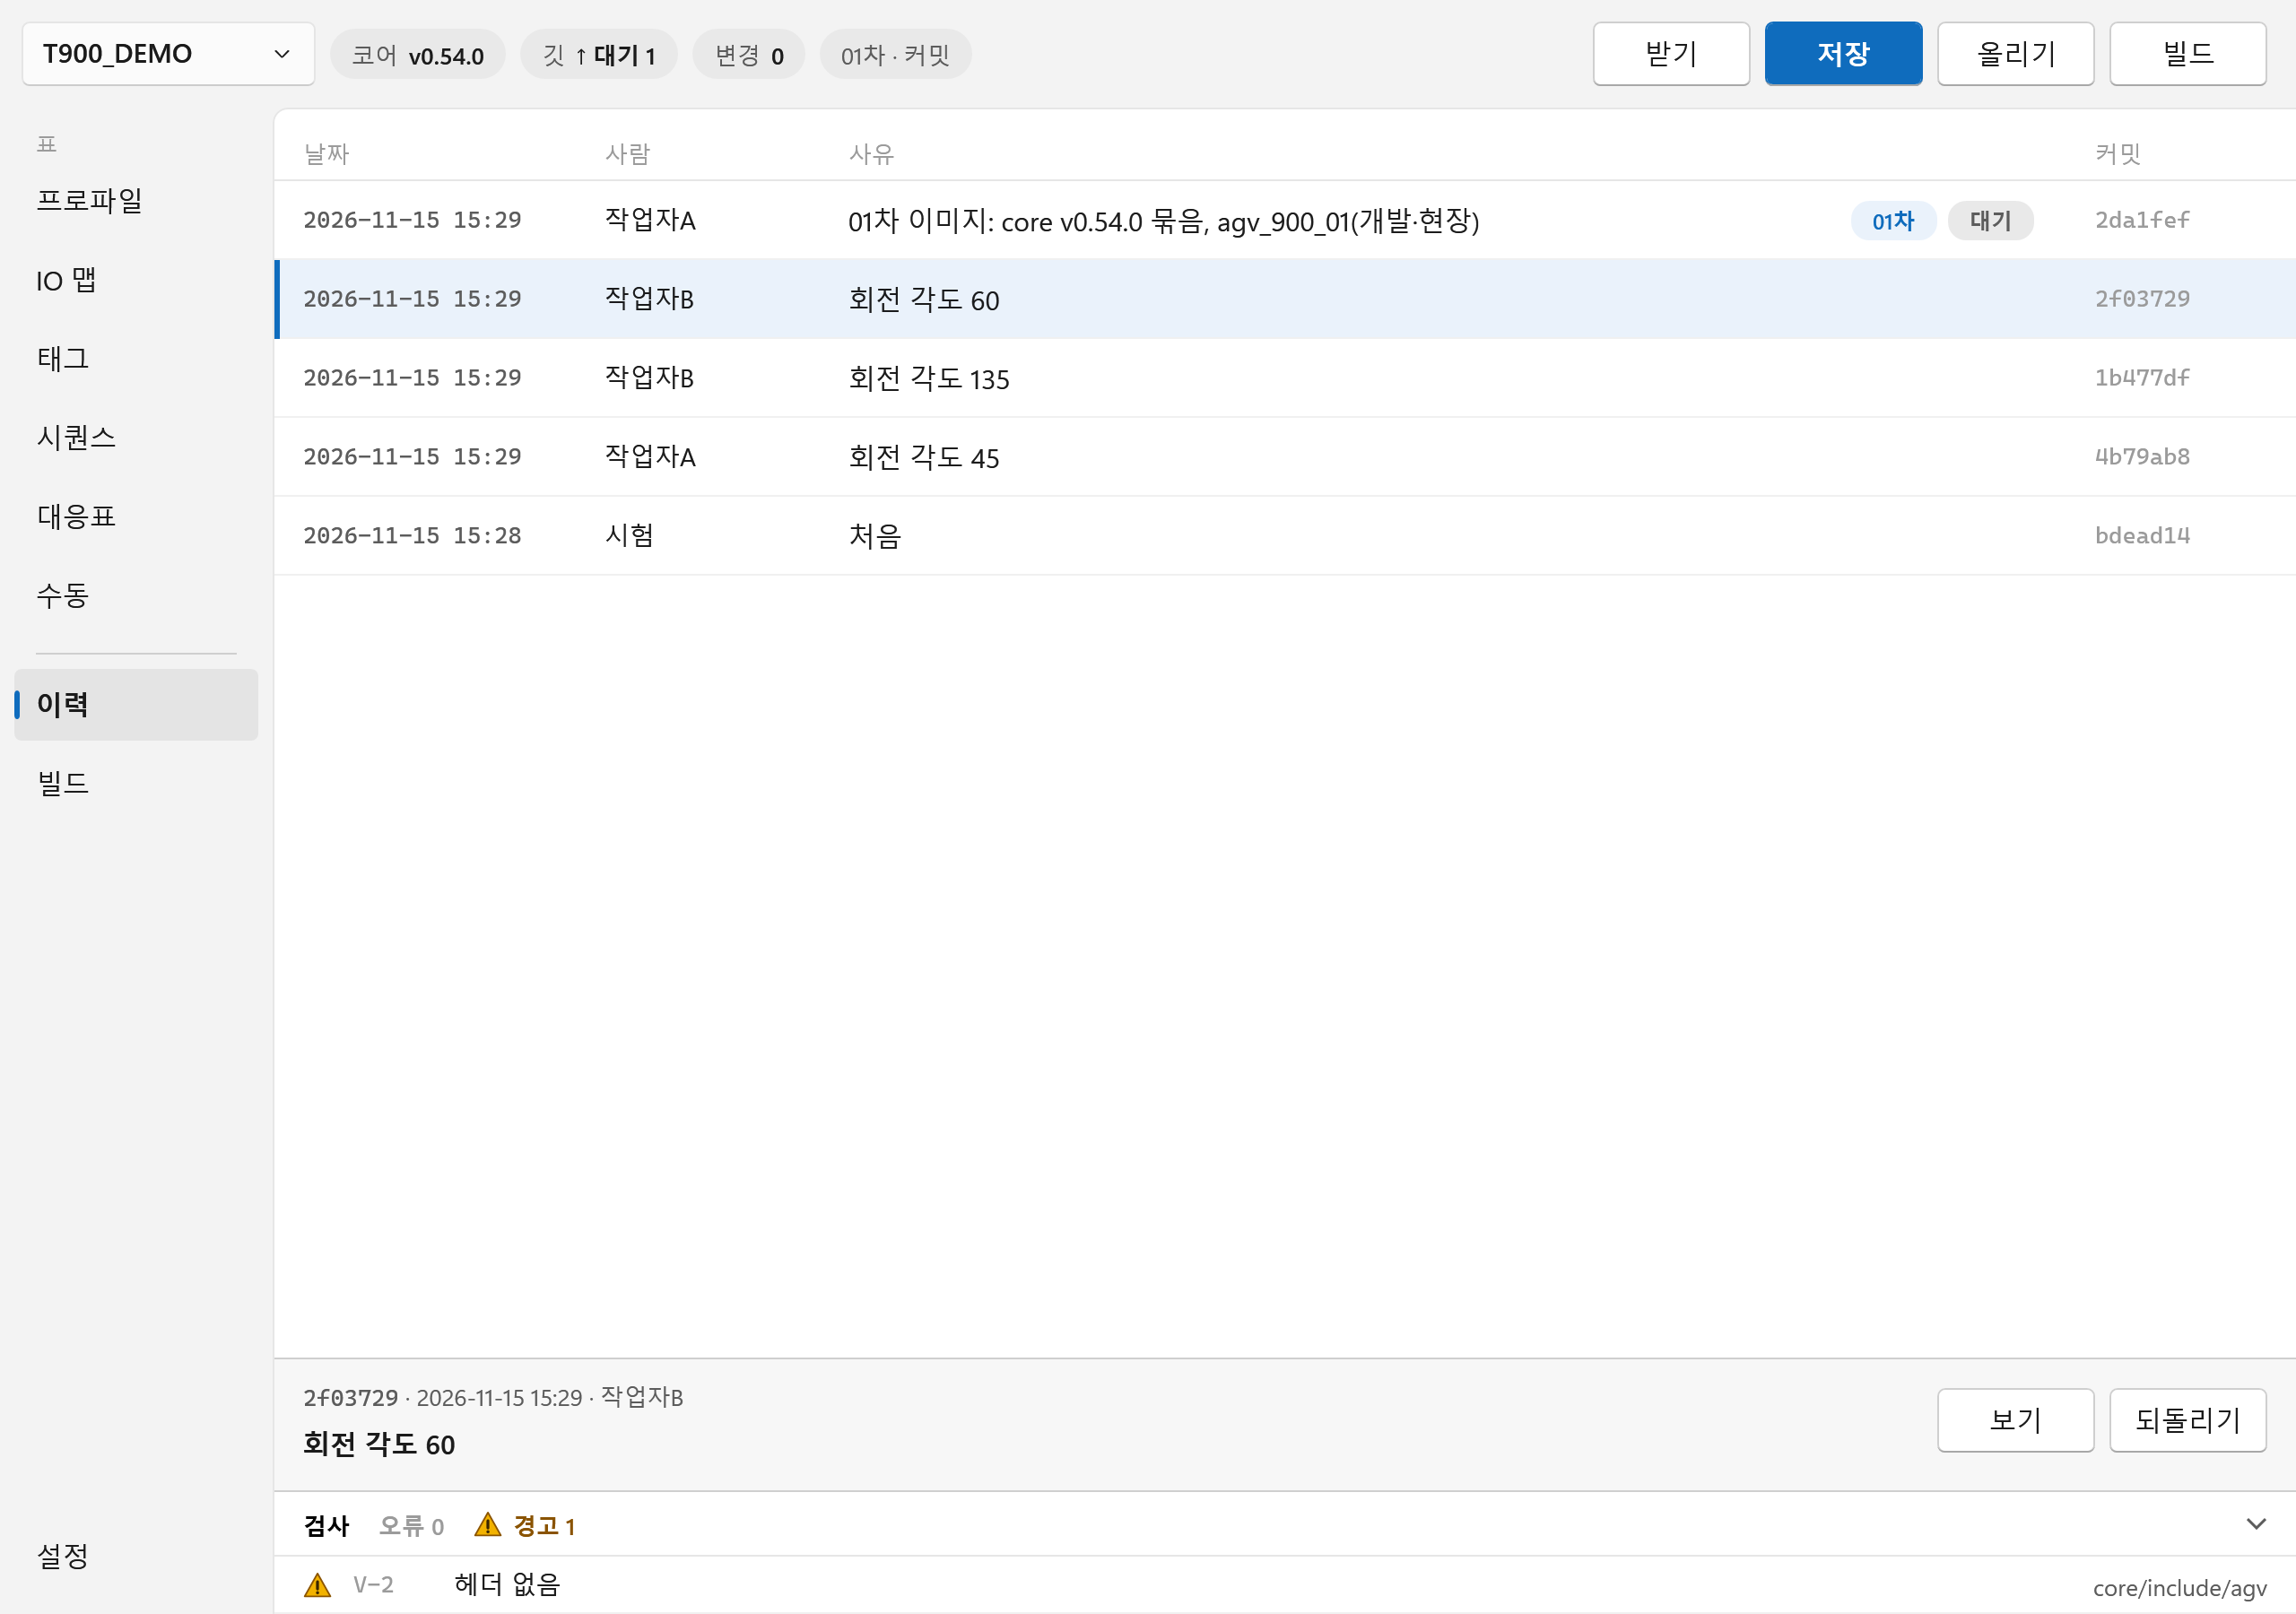 T900_DEMO 코어 v0.54.0 깃 ↑ 대기 1 변경 0 01차 · 커밋 받기 저장 올리기 빌드
표
프로파일
IO 맵
태그
시퀀스
대응표
수동
이력
빌드
설정
날짜 사람 사유 커밋
2026-11-15 15:29 작업자A 01차 이미지: core v0.54.0 묶음, agv_900_01(개발·현장) 01차 대기 2da1fef
2026-11-15 15:29 작업자B 회전 각도 60 2f03729
2026-11-15 15:29 작업자B 회전 각도 135 1b477df
2026-11-15 15:29 작업자A 회전 각도 45 4b79ab8
2026-11-15 15:28 시험 처음 bdead14
2f03729 · 2026-11-15 15:29 · 작업자B
회전 각도 60
보기 되돌리기
검사 오류 0 경고 1
V-2 헤더 없음 core/include/agv